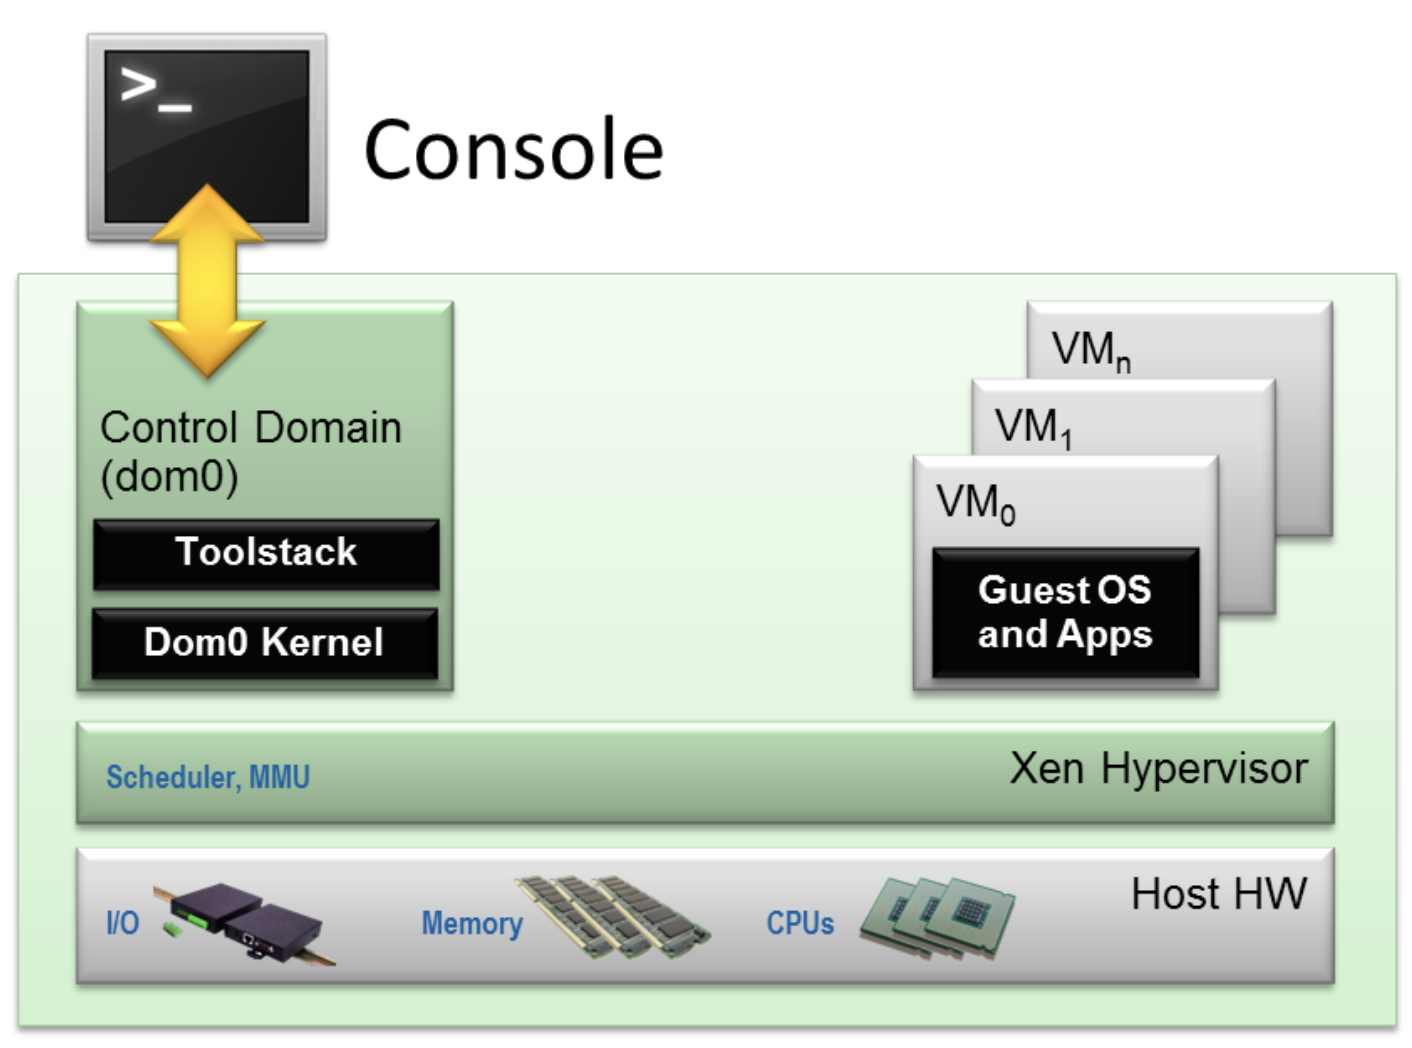 >_
Console
Control Domain
(dom0)
Toolstack
Dom0 Kernel
VMn
VM1
VM0
Guest OS
and Apps
Scheduler, MMU
Xen Hypervisor
I/O
Memory
CPUs
Host HW